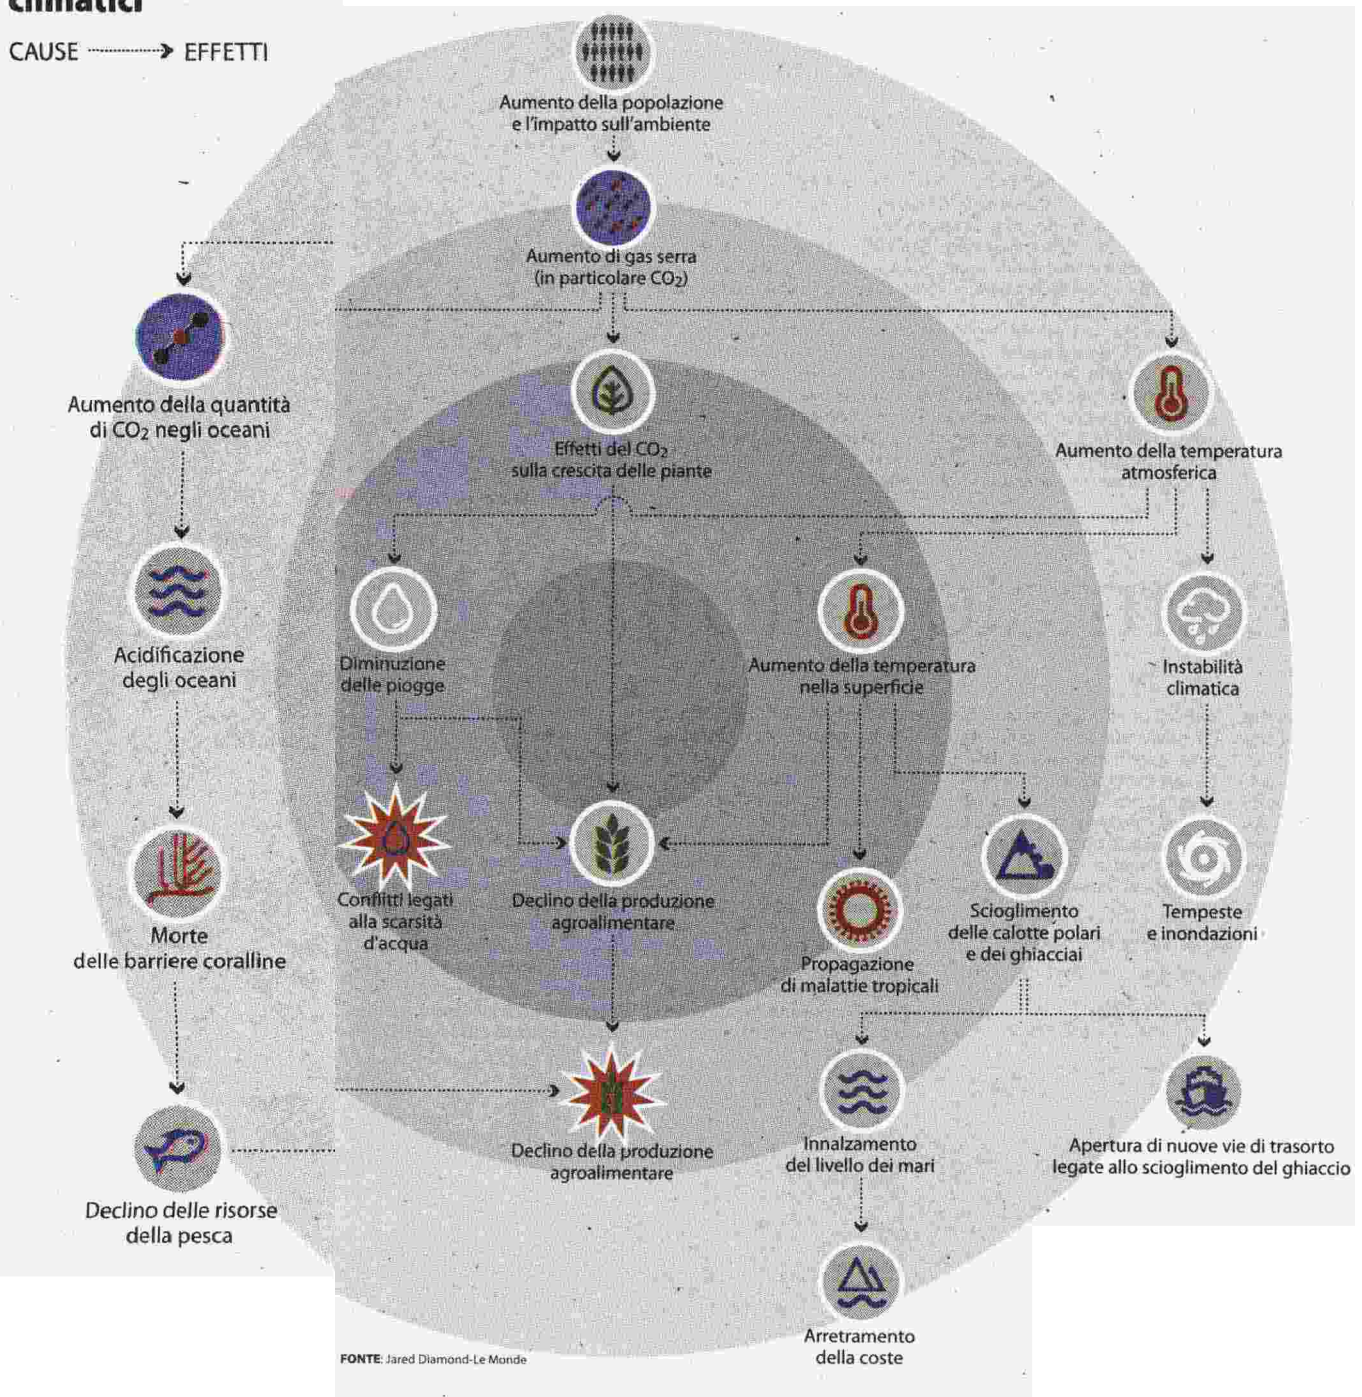 climatici
CAUSE EFFETTI
Aumento della popolazione
e l'impatto sull'ambiente
Aumento di gas serra
(in particolare CO2)
Aumento della quantità
di CO2 negli oceani
Effetti del CO2
sulla crescita delle piante
Aumento della temperatura
atmosferica
Acidificazione
degli oceani
Diminuzione
delle piogge
Aumento della temperatura
nella superficie
Instabilità
climatica
Morte
delle barriere coralline
Conflitti legati
alla scarsità
d'acqua
Declino della produzione
agroalimentare
Propagazione
di malattie tropicali
Scioglimento
delle calotte polari
e dei ghiacciai
Tempeste
e inondazioni
Declino delle risorse
della pesca
Declino della produzione
agroalimentare
Innalzamento
del livello dei mari
Apertura di nuove vie di trasorto
legate allo scioglimento del ghiaccio
Arretramento
della coste
FONTE: Jared Diamond-Le Monde